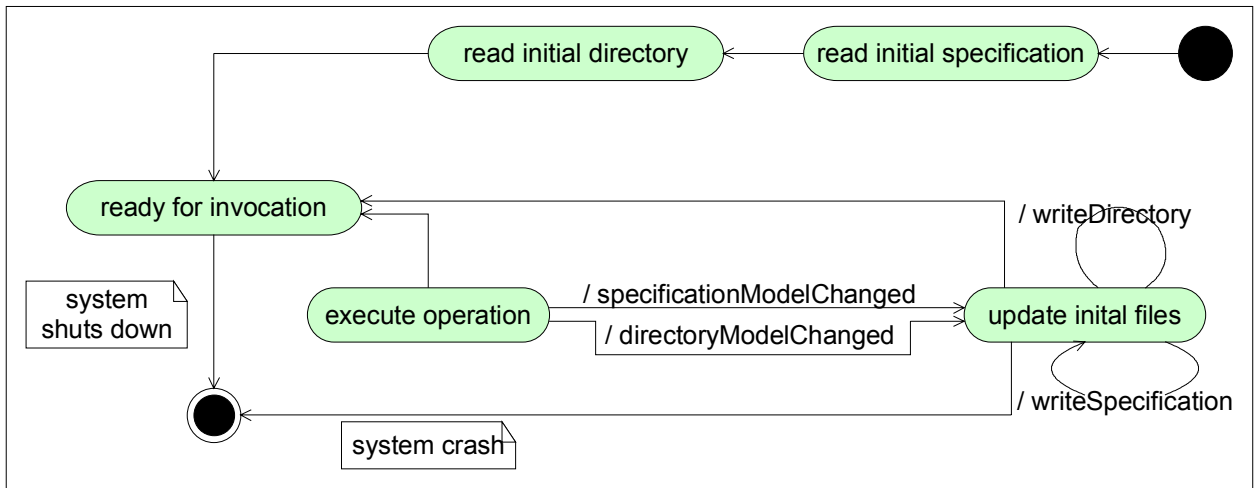 read initial directory
read initial specification
ready for invocation
/ writeDirectory
system
shuts down
execute operation
/ specificationModelChanged
/ directoryModelChanged
update inital files
/ writeSpecification
system crash